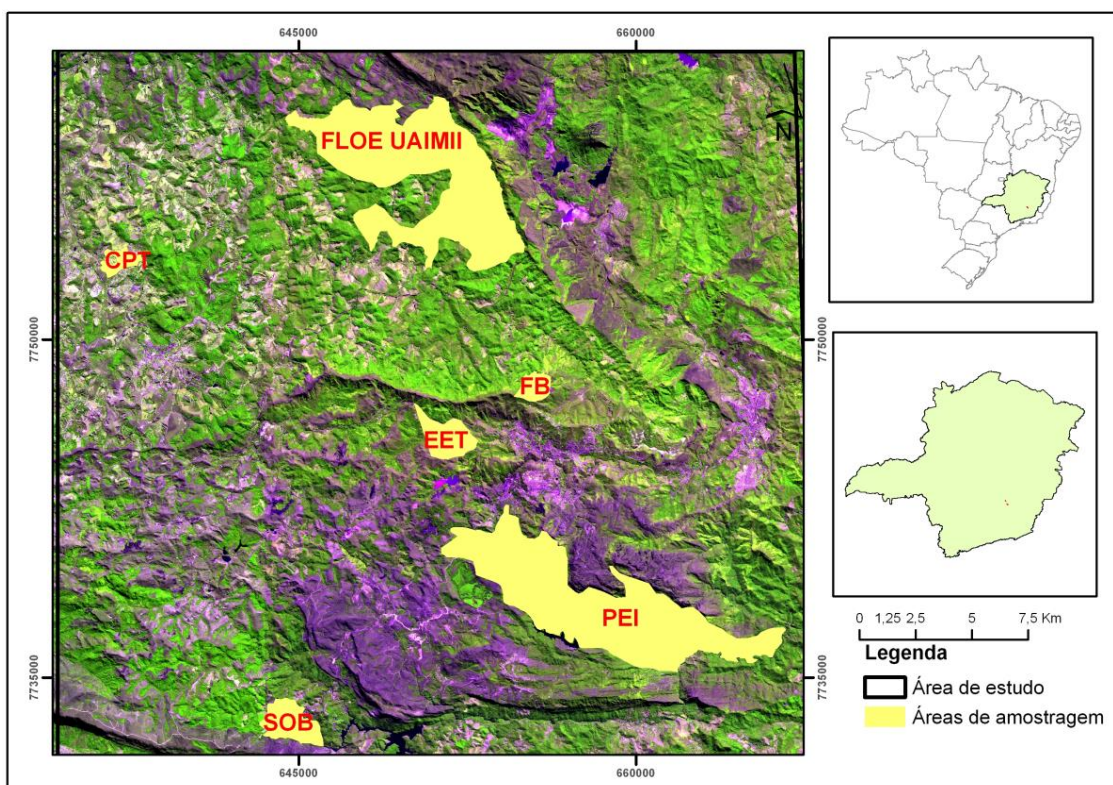 645000
660000
N
FLOE UAIMII
CPT
7750000
7750000
FB
EET
PEI
7735000
7735000
SOB
645000
660000
0 1,25 2,5 5 7,5 Km
Legenda
Área de estudo
Áreas de amostragem